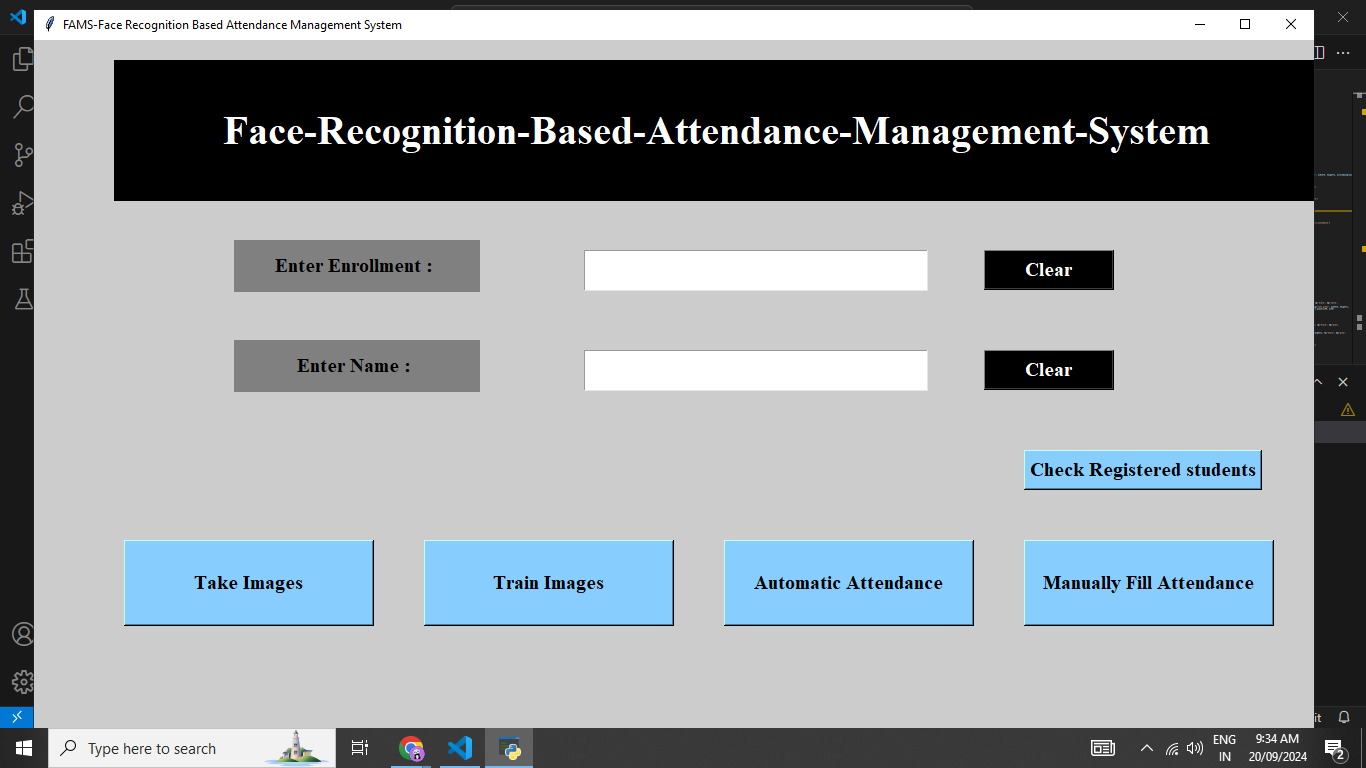 FAMS-Face Recognition Based Attendance Management System
Face-Recognition-Based-Attendance-Management-System
Enter Enrollment :
Clear
Enter Name :
Clear
Check Registered students
Take Images
Train Images
Automatic Attendance
Manually Fill Attendance
Type here to search
ENG
IN
9:34 AM
20/09/2024
2